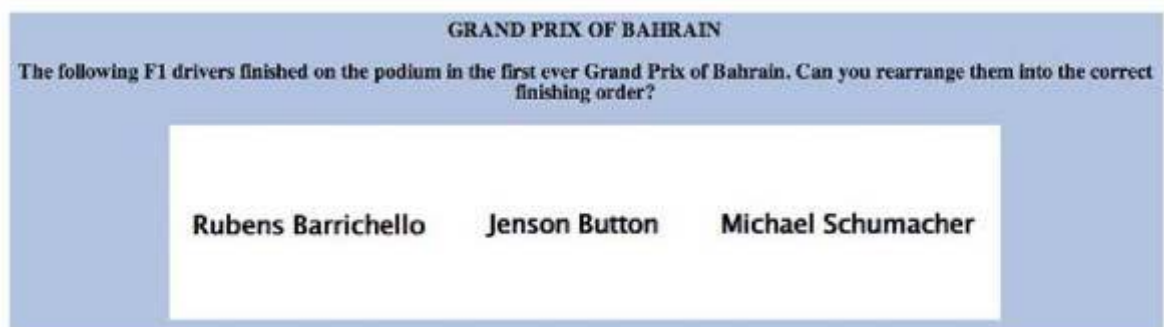 GRAND PRIX OF BAHRAIN
The following F1 drivers finished on the podium in the first ever Grand Prix of Bahrain. Can you rearrange them into the correct
finishing order?
Rubens Barrichello Jenson Button Michael Schumacher